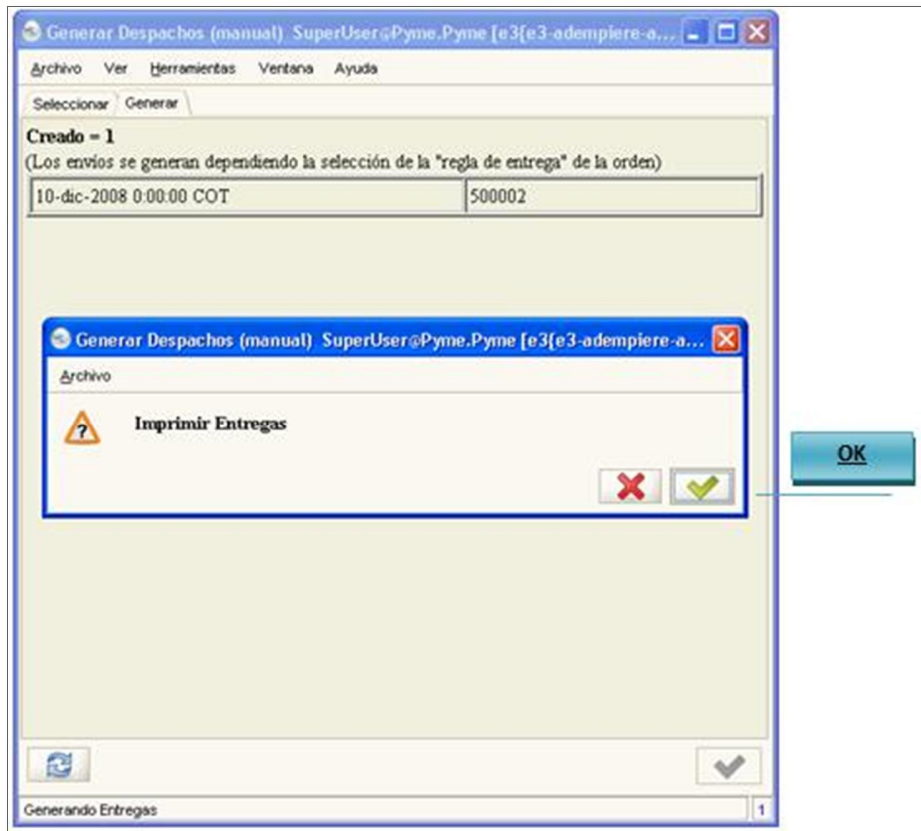 Generar Despachos (manual) SuperUser@Pyme.Pyme [e3{e3-adempiere-a...
Archivo Ver Herramientas Ventana Ayuda
Seleccionar Generar
Creado = 1
(Los envíos se generan dependiendo la selección de la "regla de entrega" de la orden)
10-dic-2008 0:00:00 COT 500002
Generar Despachos (manual) SuperUser@Pyme.Pyme [e3{e3-adempiere-a...
Archivo
Imprimir Entregas
OK
Generando Entregas 1